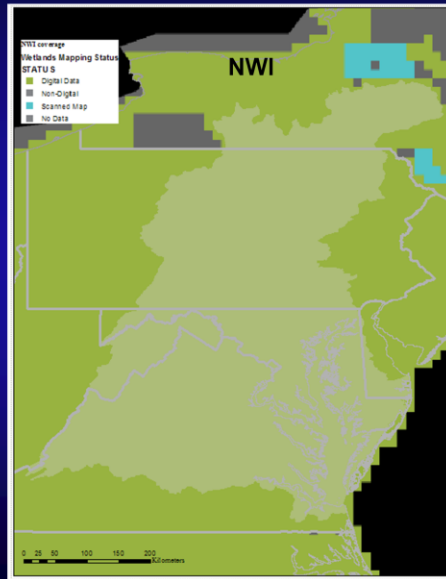 NWI coverage
Wetlands Mapping Status
STATUS
Digital Data
Non-Digital
Scanned Map
No Data
NWI
0 25 50 100 150 200
Kilometers